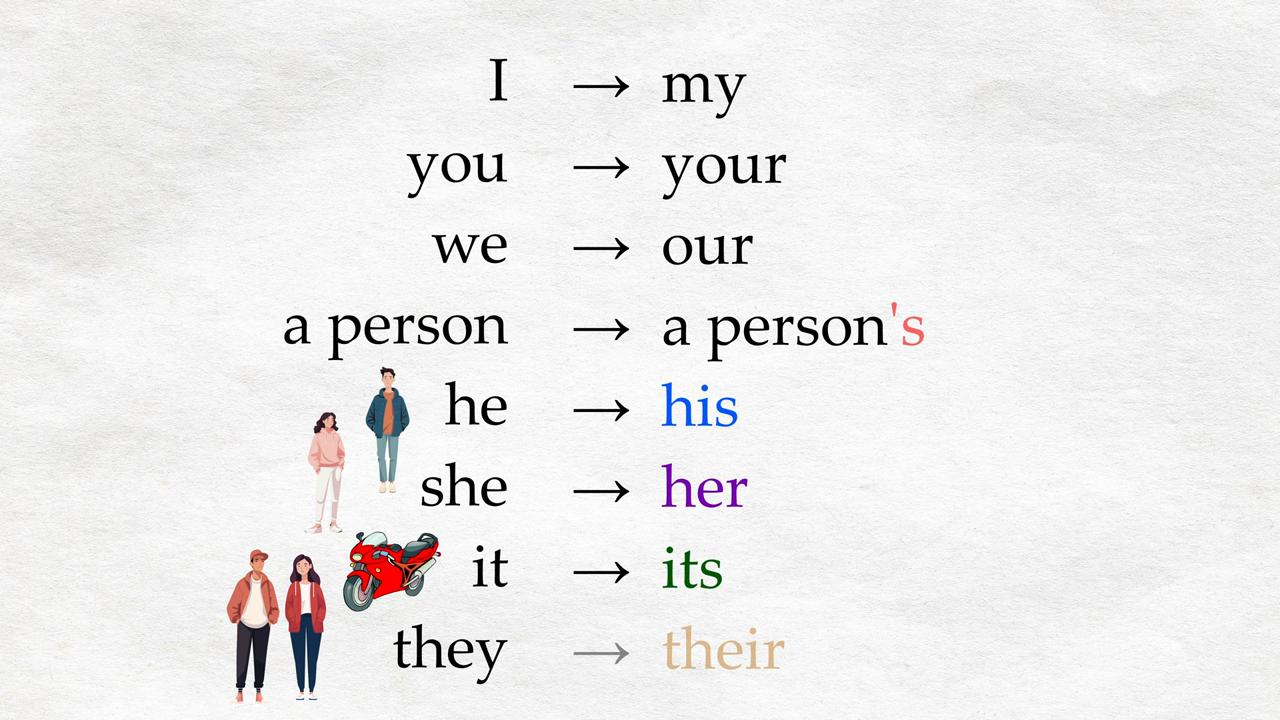 I → my
you → your
we → our
a person → a person's
he → his
she → her
it → its
they → their